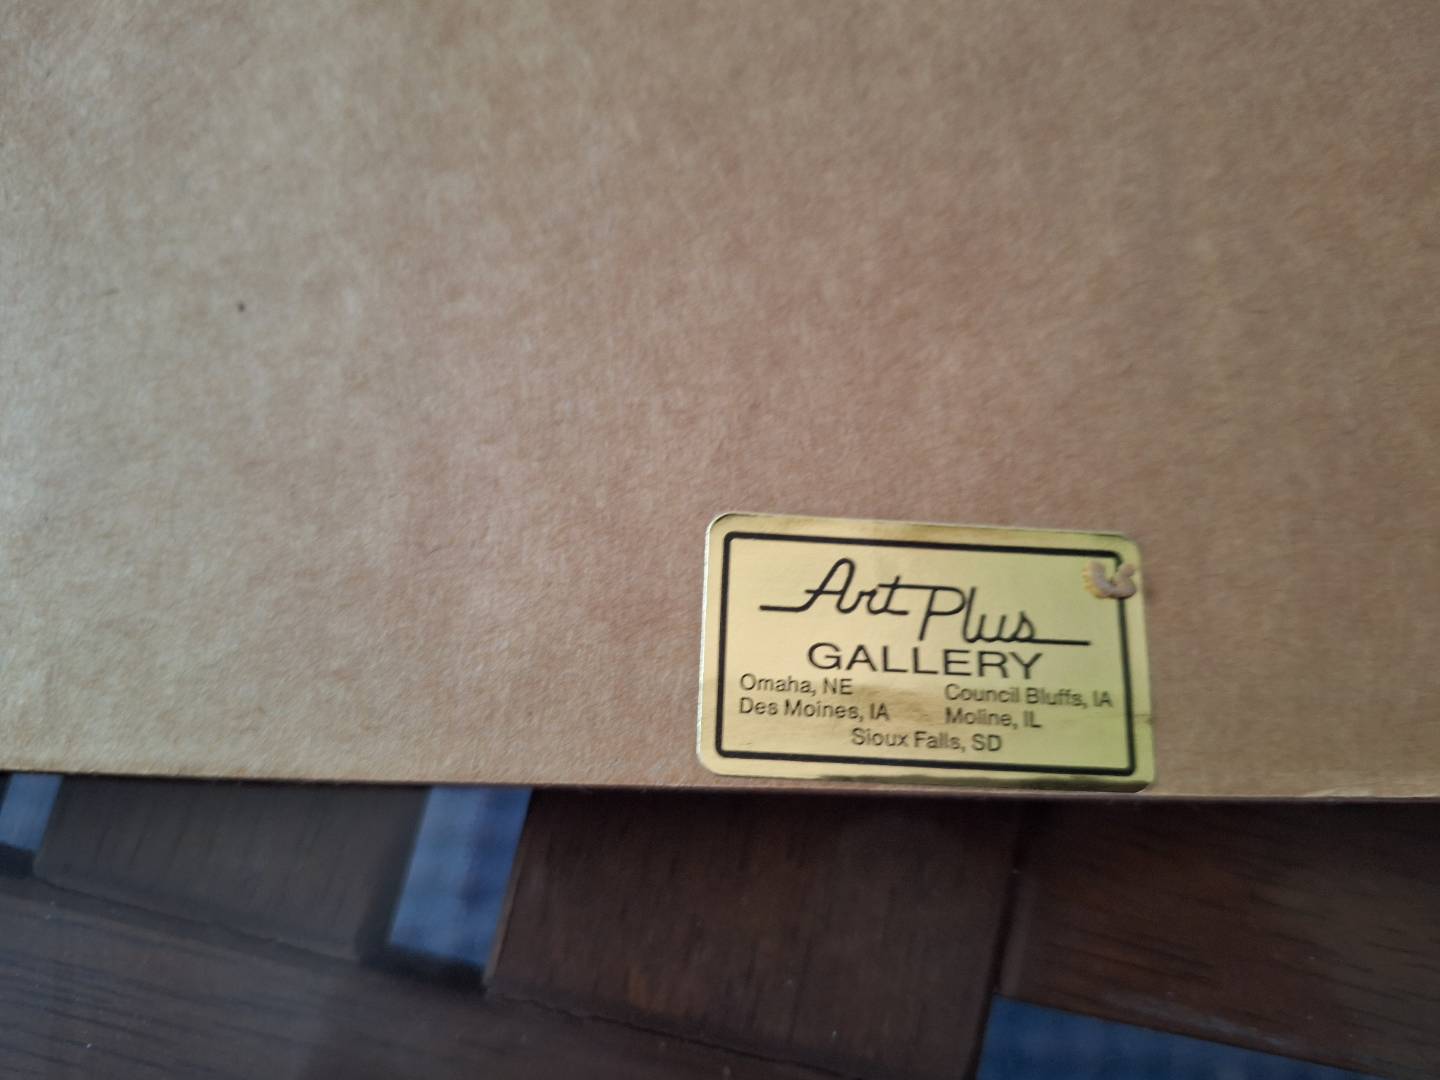 Art Plus
GALLERY
Omaha, NE Council Bluffs, IA
Des Moines, IA Moline, IL
Sioux Falls, SD